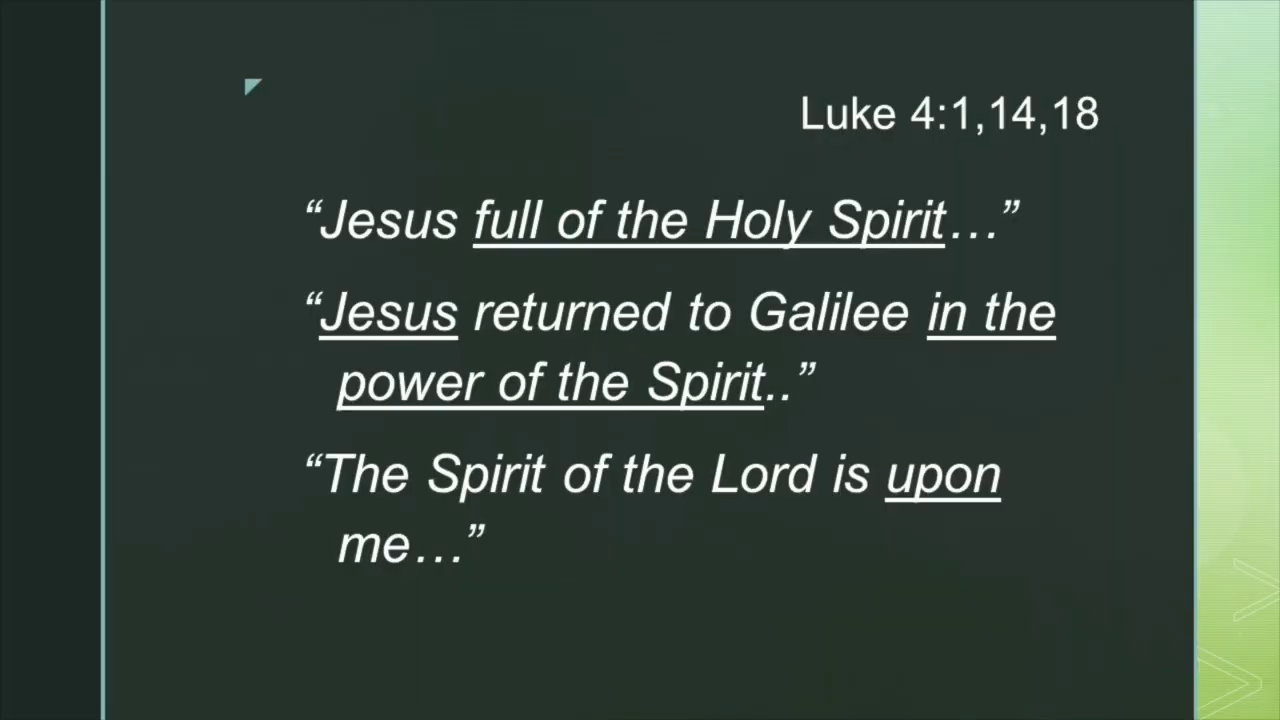 Luke 4:1,14,18
“Jesus full of the Holy Spirit…”
“Jesus returned to Galilee in the
power of the Spirit..”
“The Spirit of the Lord is upon
me…”